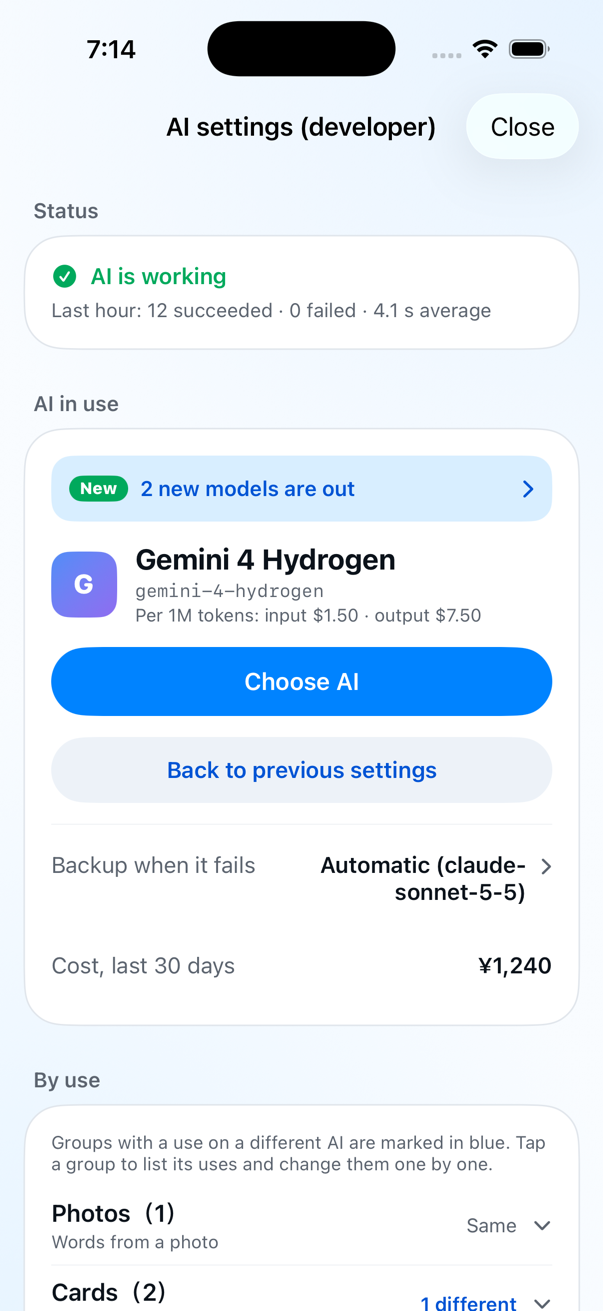 7:14
AI settings (developer)
Close
Status
AI is working
Last hour: 12 succeeded · 0 failed · 4.1 s average
AI in use
New
2 new models are out
G
Gemini 4 Hydrogen
gemini-4-hydrogen
Per 1M tokens: input $1.50 · output $7.50
Choose AI
Back to previous settings
Backup when it fails
Automatic (claude-
sonnet-5-5)
Cost, last 30 days
¥1,240
By use
Groups with a use on a different AI are marked in blue. Tap
a group to list its uses and change them one by one.
Photos（1）
Same
Words from a photo
Cards（2）
1 different